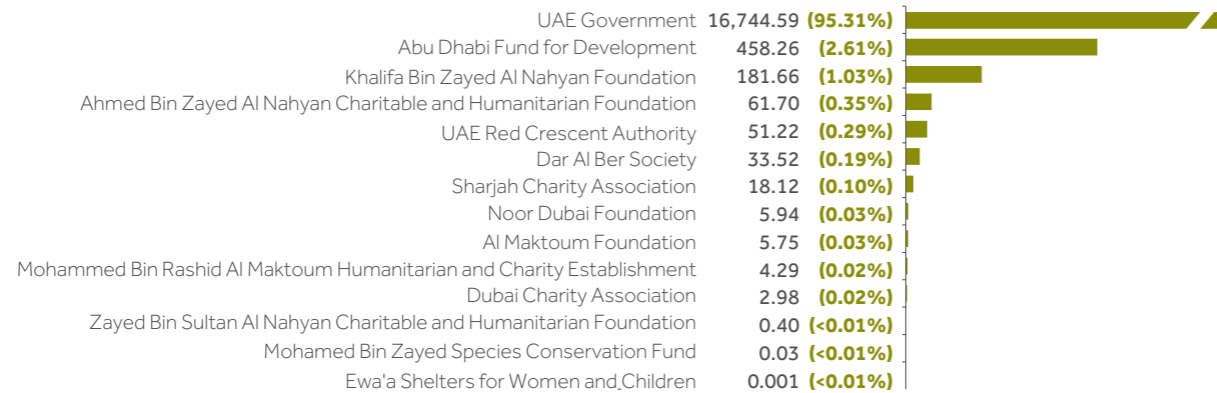 UAE Government 16,744.59 (95.31%)
Abu Dhabi Fund for Development 458.26 (2.61%)
Khalifa Bin Zayed Al Nahyan Foundation 181.66 (1.03%)
Ahmed Bin Zayed Al Nahyan Charitable and Humanitarian Foundation 61.70 (0.35%)
UAE Red Crescent Authority 51.22 (0.29%)
Dar Al Ber Society 33.52 (0.19%)
Sharjah Charity Association 18.12 (0.10%)
Noor Dubai Foundation 5.94 (0.03%)
Al Maktoum Foundation 5.75 (0.03%)
Mohammed Bin Rashid Al Maktoum Humanitarian and Charity Establishment 4.29 (0.02%)
Dubai Charity Association 2.98 (0.02%)
Zayed Bin Sultan Al Nahyan Charitable and Humanitarian Foundation 0.40 (<0.01%)
Mohamed Bin Zayed Species Conservation Fund 0.03 (<0.01%)
Ewa'a Shelters for Women and Children 0.001 (<0.01%)